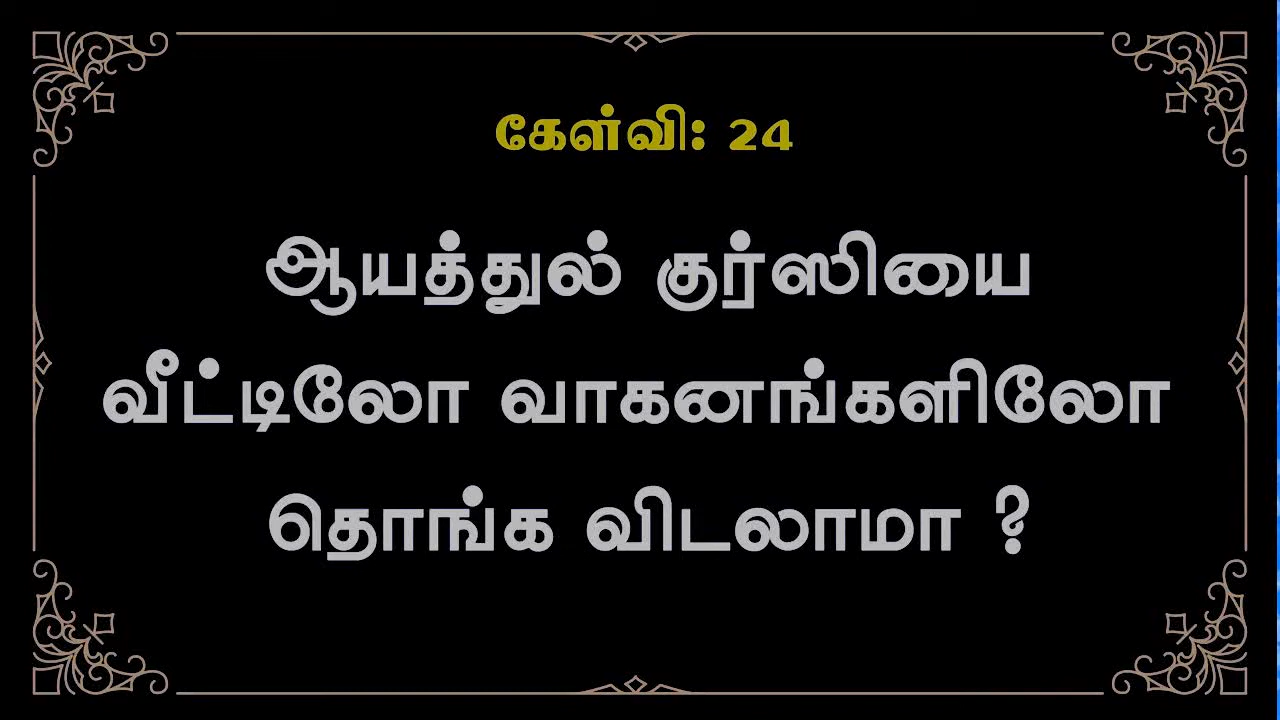 கேள்வி: 24
ஆயத்துல் குர்ஸியை
வீட்டிலோ வாகனங்களிலோ
தொங்க விடலாமா ?